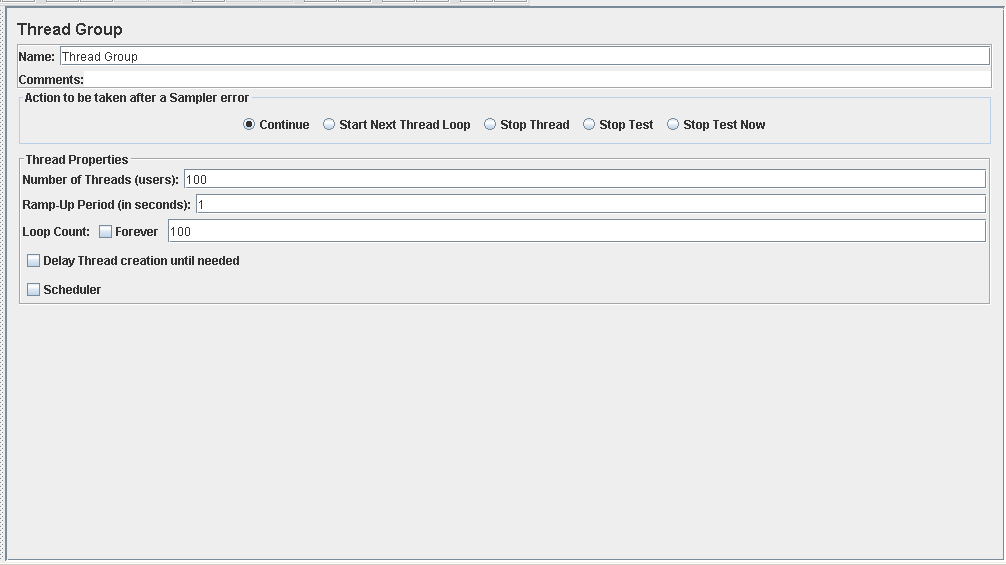 Thread Group
Name: Thread Group
Comments:
Action to be taken after a Sampler error
Continue Start Next Thread Loop Stop Thread Stop Test Stop Test Now
Thread Properties
Number of Threads (users): 100
Ramp-Up Period (in seconds): 1
Loop Count: Forever 100
Delay Thread creation until needed
Scheduler